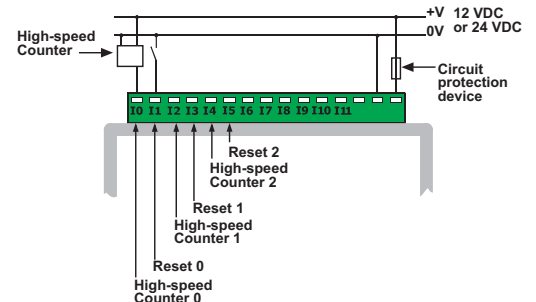 +V 12 VDC
0V or 24 VDC
High-speed
Counter
Circuit
protection
device
I0 I1 I2 I3 I4 I5 I6 I7 I8 I9 I10 I11
Reset 2
High-speed
Counter 2
Reset 1
High-speed
Counter 1
Reset 0
High-speed
Counter 0